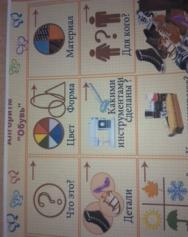 Алгоритм
"Обувь"
Что это?
Цвет
Форма
Материал
Детали
Какими
инструментами
сделаны?
Для кого?